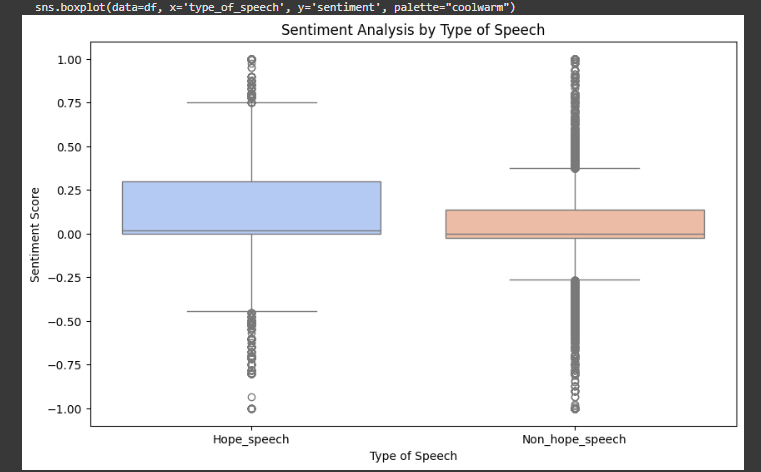 sns.boxplot(data=df, x='type_of_speech', y='sentiment', palette="coolwarm")
Sentiment Analysis by Type of Speech
Sentiment Score
1.00
0.75
0.50
0.25
0.00
−0.25
−0.50
−0.75
−1.00
Hope_speech Non_hope_speech
Type of Speech